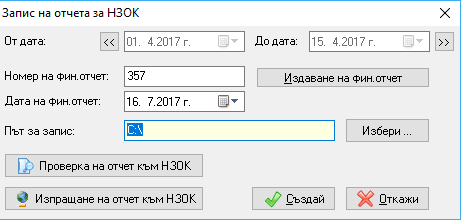 Запис на отчета за НЗОК
От дата: << 01. 4.2017 г. До дата: 15. 4.2017 г. >>
Номер на фин.отчет: 357 Издаване на фин.отчет
Дата на фин.отчет: 16. 7.2017 г.
Път за запис: C:\ Избери ...
Проверка на отчет към НЗОК
Изпращане на отчет към НЗОК Създай Откажи